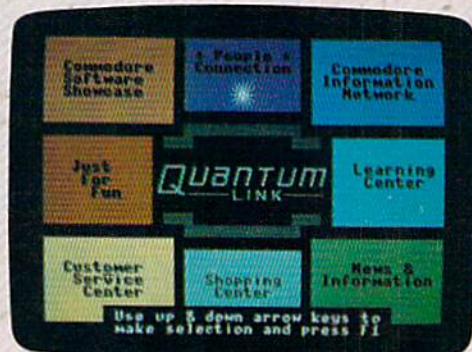 Commodore
Software
Showcase
* People *
Connection
Commodore
Information
Network
Just
For
Fun
QUANTUM
LINK
Learning
Center
Customer
Service
Center
Shopping
Center
News &
Information
Use up & down arrow keys to
make selection and press f1